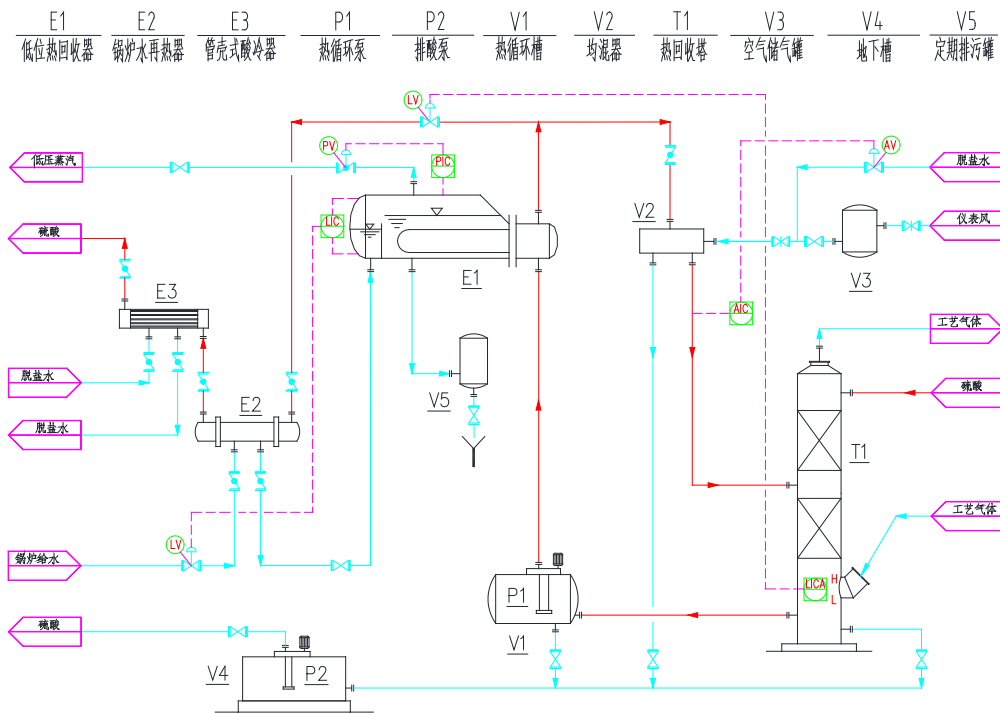 E1 E2 E3 P1 P2 V1 V2 T1 V3 V4 V5
低位热回收器 锅炉水再热器 管壳式酸冷器 热循环泵 排酸泵 热循环槽 均混器 热回收塔 空气储气罐 地下槽 定期排污罐
LV
PV
AV
低压蒸汽
PIC
脱盐水
硫酸
LIC
V2
仪表风
E3
E1
V3
AIC
工艺气体
脱盐水
硫酸
E2
V5
脱盐水
T1
工艺气体
LV
锅炉给水
LICA
H
L
P1
硫酸
V1
V4
P2